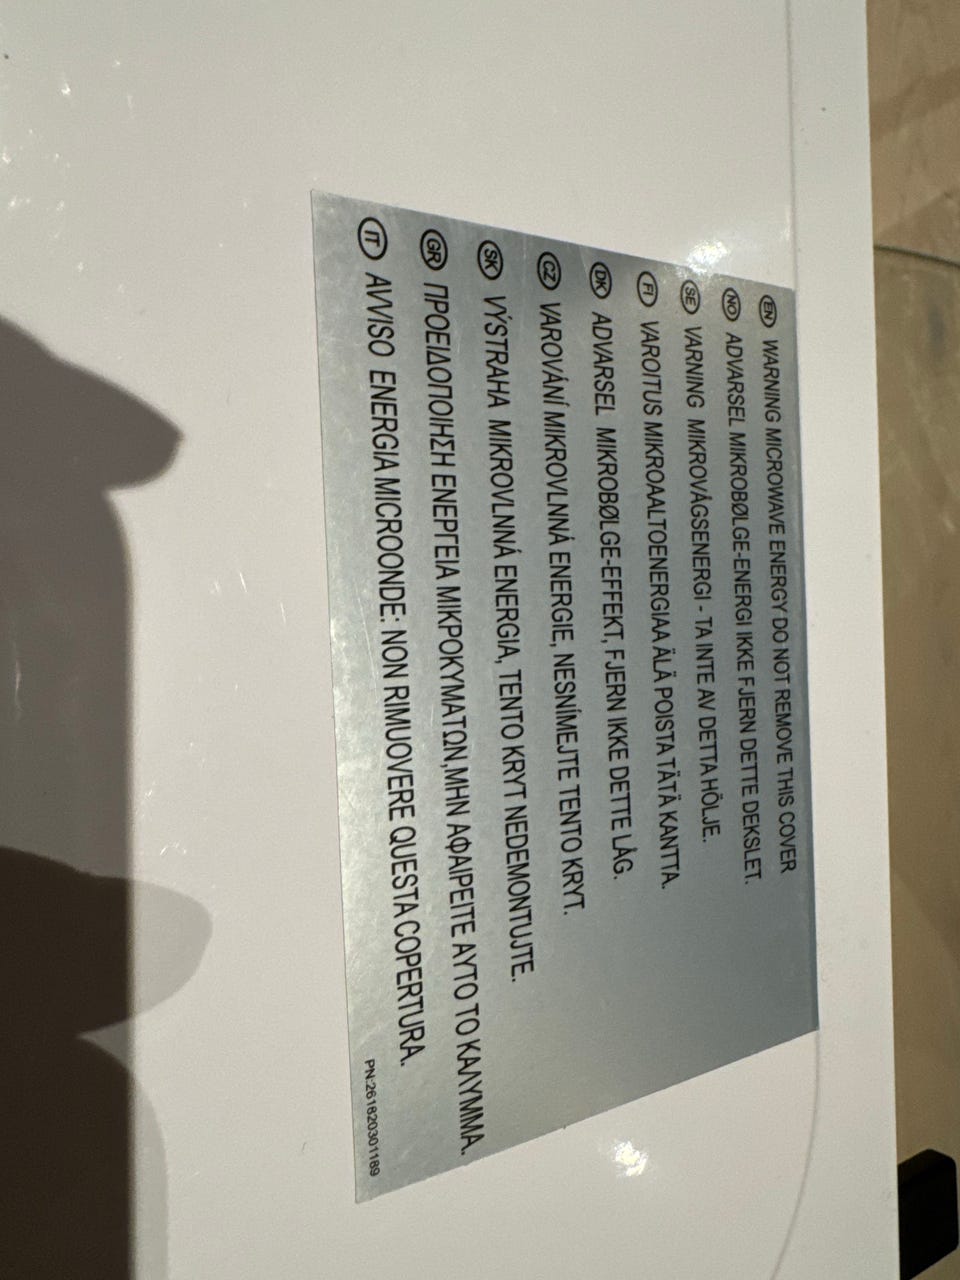 EN WARNING MICROWAVE ENERGY DO NOT REMOVE THIS COVER
NO ADVARSEL MIKROBØLGE-ENERGI IKKE FJERN DETTE DEKSLET.
SE VARNING MIKROVÅGSENERGI - TA INTE AV DETTA HÖLJE.
FI VAROITUS MIKROAALTOENERGIAA ÄLÄ POISTA TÄTÄ KANTTA.
DK ADVARSEL MIKROBØLGE-EFFEKT, FJERN IKKE DETTE LÅG.
CZ VAROVÁNÍ MIKROVLNNÁ ENERGIE, NESNÍMEJTE TENTO KRYT.
SK VÝSTRAHA MIKROVLNNÁ ENERGIA, TENTO KRYT NEDEMONTUJTE.
GR ΠΡΟΕΙΔΟΠΟΙΗΣΗ ΕΝΕΡΓΕΙΑ ΜΙΚΡΟΚΥΜΑΤΩΝ,ΜΗΝ ΑΦΑΙΡΕΙΤΕ ΑΥΤΟ ΤΟ ΚΑΛΥΜΜΑ.
IT AVVISO ENERGIA MICROONDE: NON RIMUOVERE QUESTA COPERTURA.
PN:261820301189